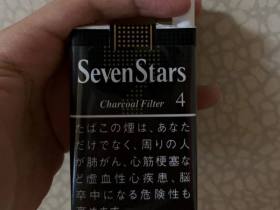 SevenStars
Charcoal Filter 4
たばこの煙は、あなた
だけでなく、周りの人
が肺がん、心筋梗塞な
ど虚血性心疾患、脳
卒中になる危険性も